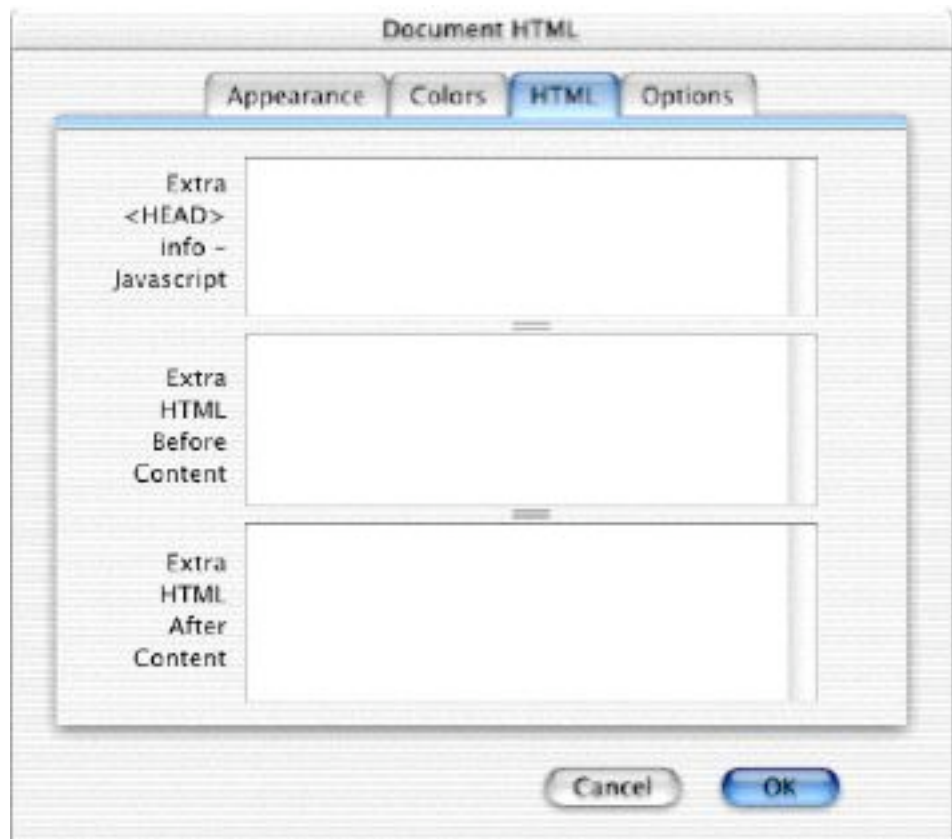 Document HTML
Appearance Colors HTML Options
Extra
<HEAD>
info -
Javascript
Extra
HTML
Before
Content
Extra
HTML
After
Content
Cancel OK